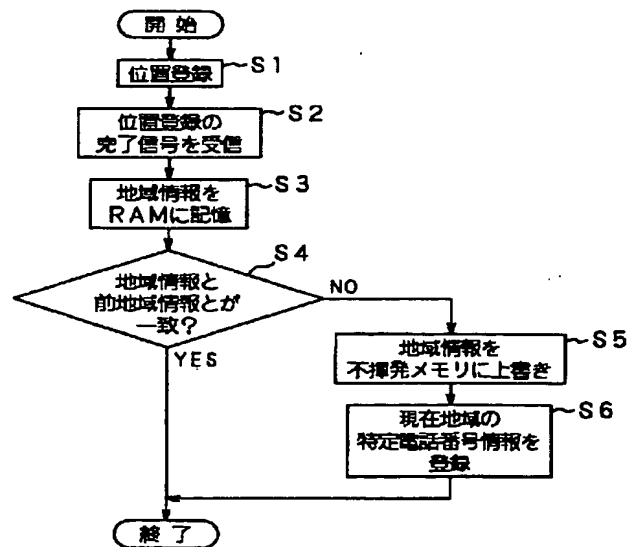 開始
位置登録
S1
位置登録の
完了信号を受信
S2
地域情報を
RAMに記憶
S3
地域情報と
前地域情報とが
一致?
S4
NO
YES
地域情報を
不揮発メモリに上書き
S5
現在地域の
特定電話番号情報を
登録
S6
終了